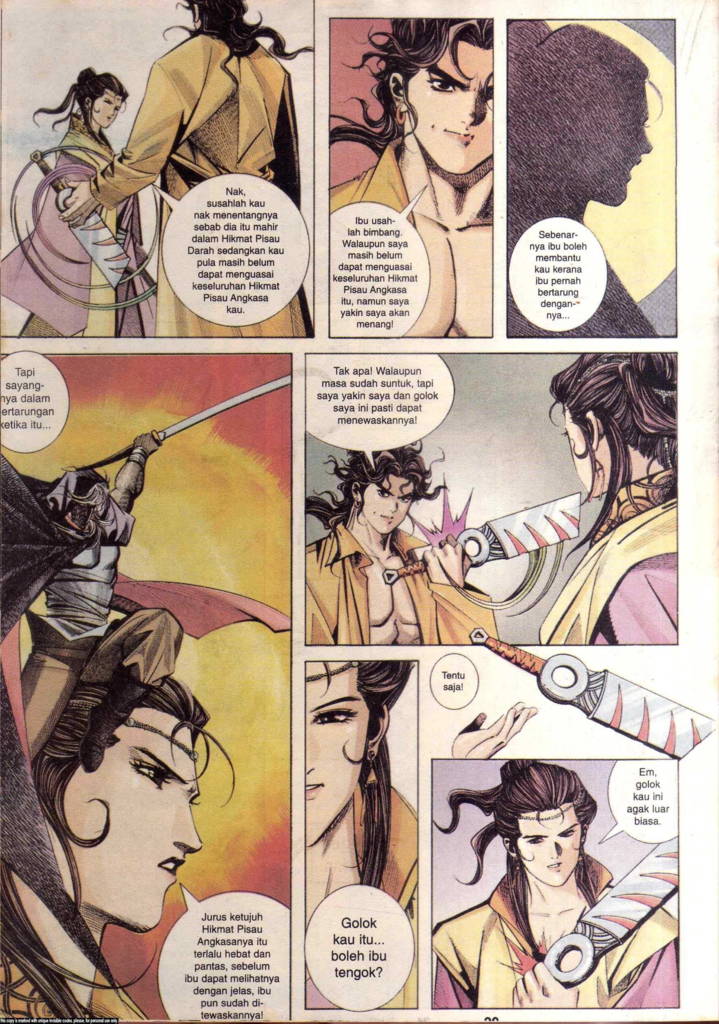 Nak,
susahlah kau
nak menentangnya
sebab dia itu mahir
dalam Hikmat Pisau
Darah sedangkan kau
pula masih belum
dapat menguasai
keseluruhan Hikmat
Pisau Angkasa
kau.
Ibu usah-
lah bimbang.
Walaupun saya
masih belum
dapat menguasai
keseluruhan Hikmat
Pisau Angkasa
itu, namun saya
yakin saya akan
menang!
Sebenar-
nya ibu boleh
membantu
kau kerana
ibu pernah
bertarung
dengan-
nya...
Tapi
sayang-
nya dalam
ertarungan
ketika itu...
Jurus ketujuh
Hikmat Pisau
Angkasanya itu
terlalu hebat dan
pantas, sebelum
ibu dapat melihatnya
dengan jelas, ibu
pun sudah di-
tewaskannya!
Tak apa! Walaupun
masa sudah suntuk, tapi
saya yakin saya dan golok
saya ini pasti dapat
menewaskannya!
Golok
kau itu...
boleh ibu
tengok?
Tentu
saja!
Em,
golok
kau ini
agak luar
biasa.